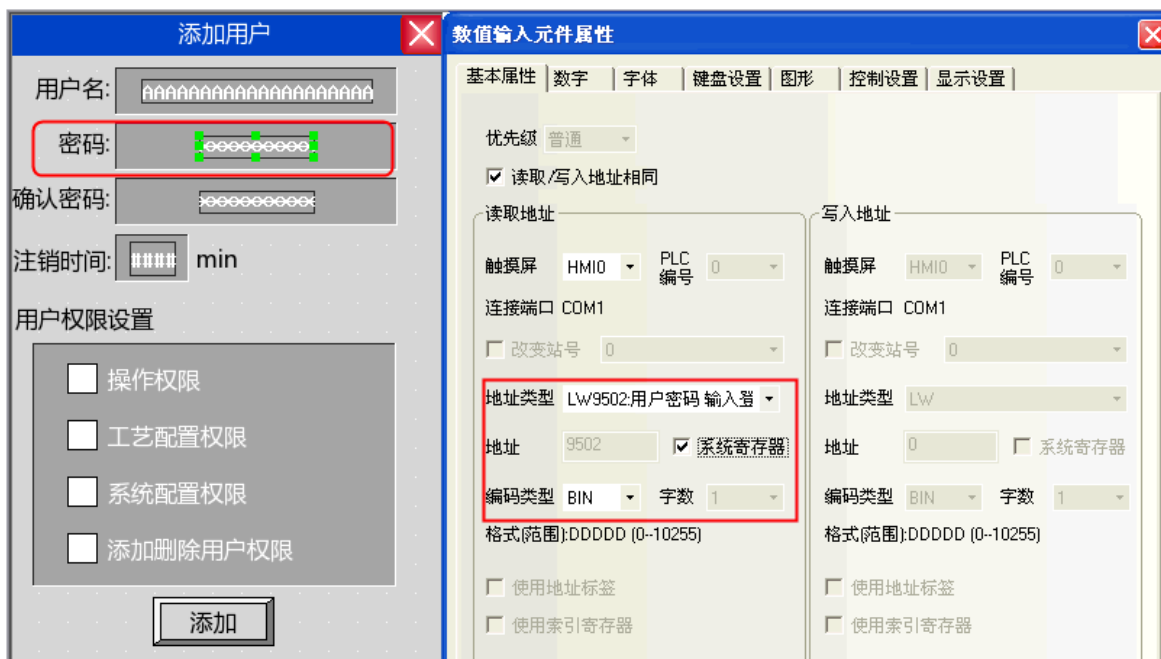 添加用户
用户名: AAAAAAAAAAAAAAAAAAAA
密码:
确认密码:
注销时间: #### min
用户权限设置
操作权限
工艺配置权限
系统配置权限
添加删除用户权限
添加
数值输入元件属性
基本属性 数字 字体 键盘设置 图形 控制设置 显示设置
优先级 普通
读取/写入地址相同
读取地址
触摸屏 HMI0 PLC编号 0
连接端口 COM1
改变站号 0
地址类型 LW9502:用户密码 输入登
地址 9502 系统寄存器
编码类型 BIN 字数 1
格式(范围):DDDDD (0--10255)
使用地址标签
使用索引寄存器
写入地址
触摸屏 HMI0 PLC编号 0
连接端口 COM1
改变站号 0
地址类型 LW
地址 0 系统寄存器
编码类型 BIN 字数 1
格式(范围):DDDDD (0--10255)
使用地址标签
使用索引寄存器